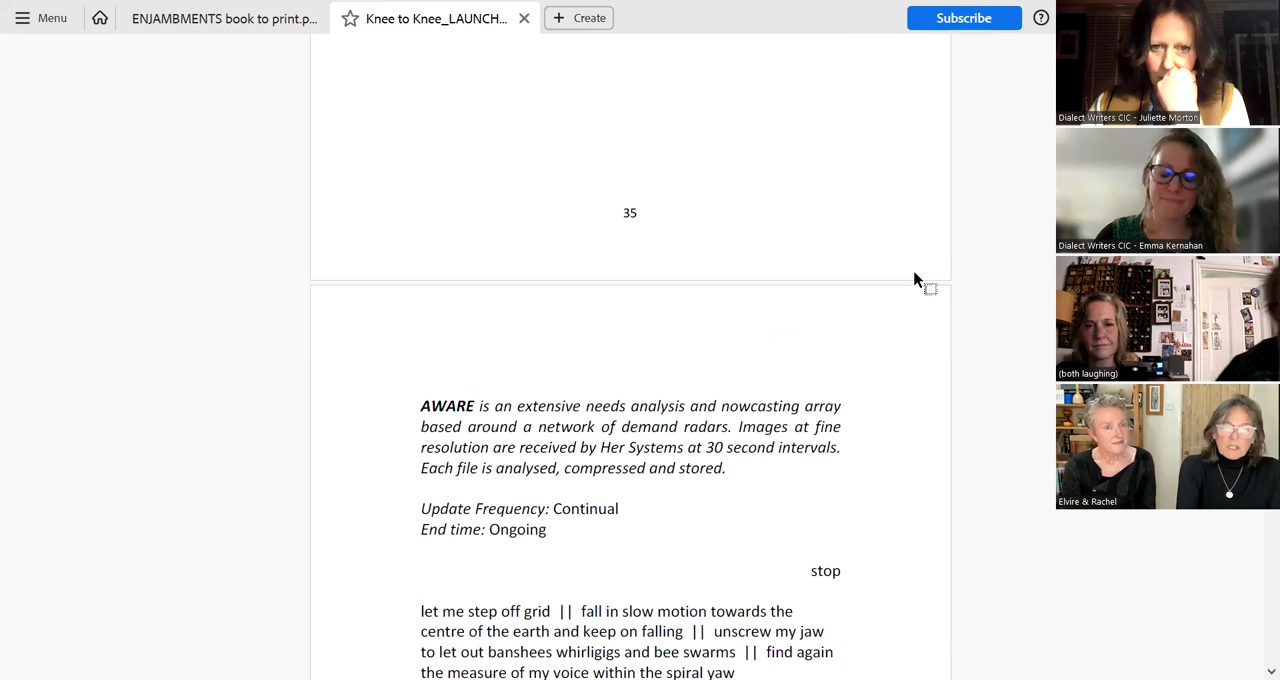 Menu
ENJAMBMENTS book to print.p...
Knee to Knee_LAUNCH...
Create
Subscribe
35
AWARE is an extensive needs analysis and nowcasting array
based around a network of demand radars. Images at fine
resolution are received by Her Systems at 30 second intervals.
Each file is analysed, compressed and stored.
Update Frequency: Continual
End time: Ongoing
stop
let me step off grid || fall in slow motion towards the
centre of the earth and keep on falling || unscrew my jaw
to let out banshees whirligigs and bee swarms || find again
the measure of my voice within the spiral yaw
Dialect Writers CIC - Juliette Morton
Dialect Writers CIC - Emma Kernahan
(both laughing)
Elvire & Rachel